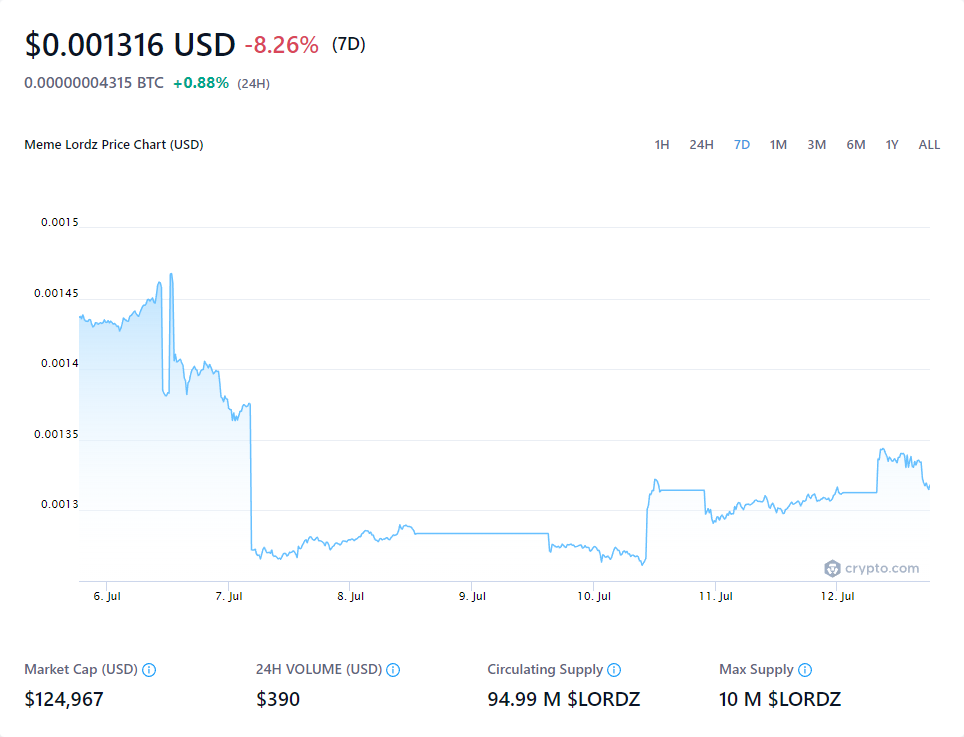 $0.001316 USD -8.26% (7D)
0.00000004315 BTC +0.88% (24H)
Meme Lordz Price Chart (USD) 1H 24H 7D 1M 3M 6M 1Y ALL
0.0015
0.00145
0.0014
0.00135
0.0013
crypto.com
6. Jul 7. Jul 8. Jul 9. Jul 10. Jul 11. Jul 12. Jul
Market Cap (USD) 24H VOLUME (USD) Circulating Supply Max Supply
$124,967 $390 94.99 M $LORDZ 10 M $LORDZ